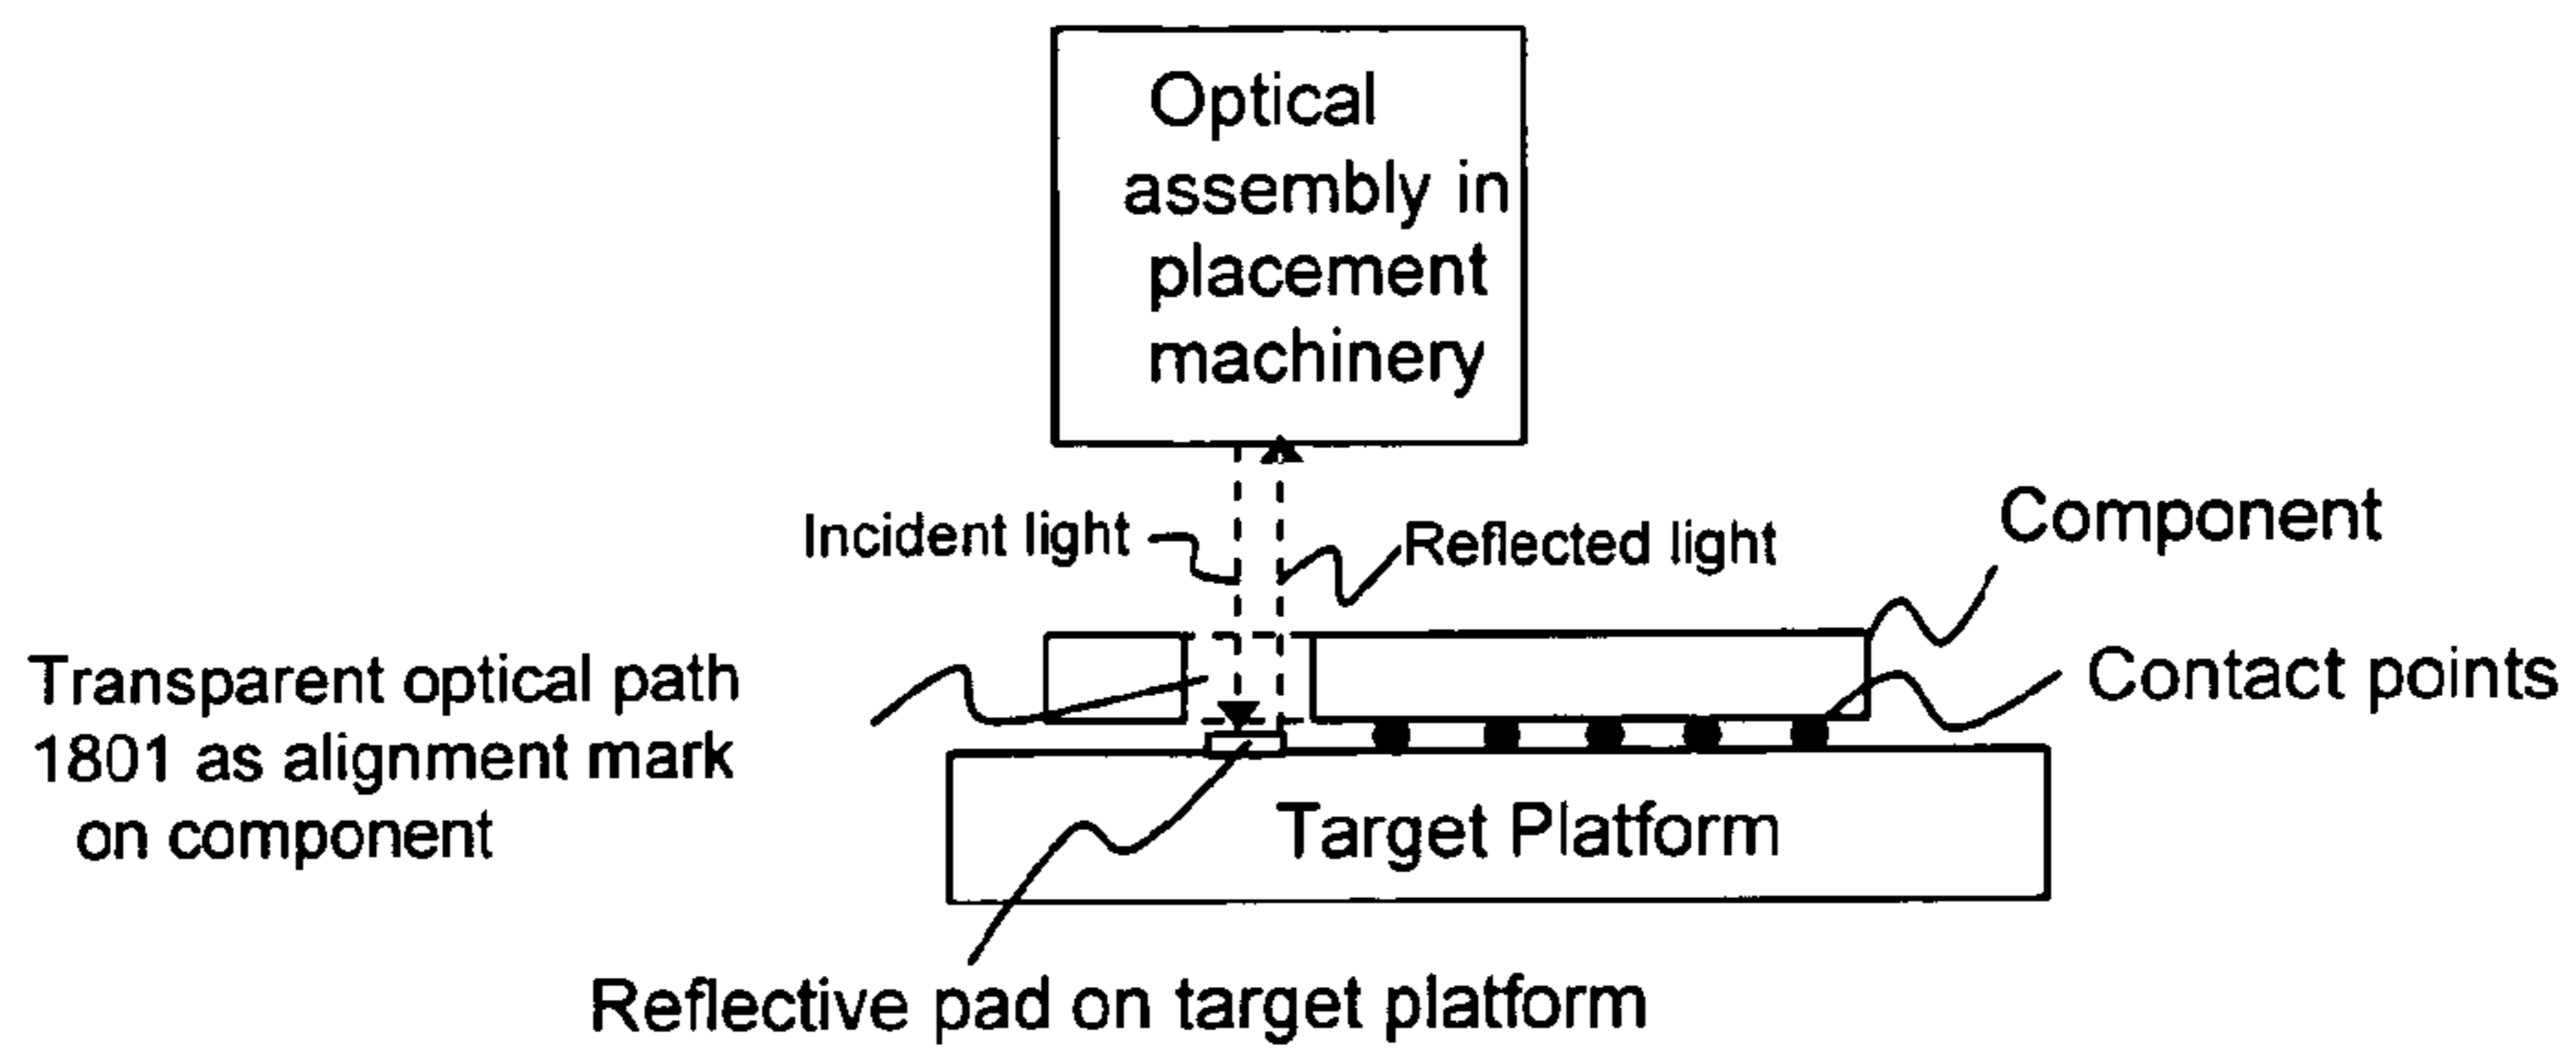 Optical
assembly in
placement
machinery
Incident light
Reflected light
Component
Transparent optical path
1801 as alignment mark
on component
Contact points
Target Platform
Reflective pad on target platform